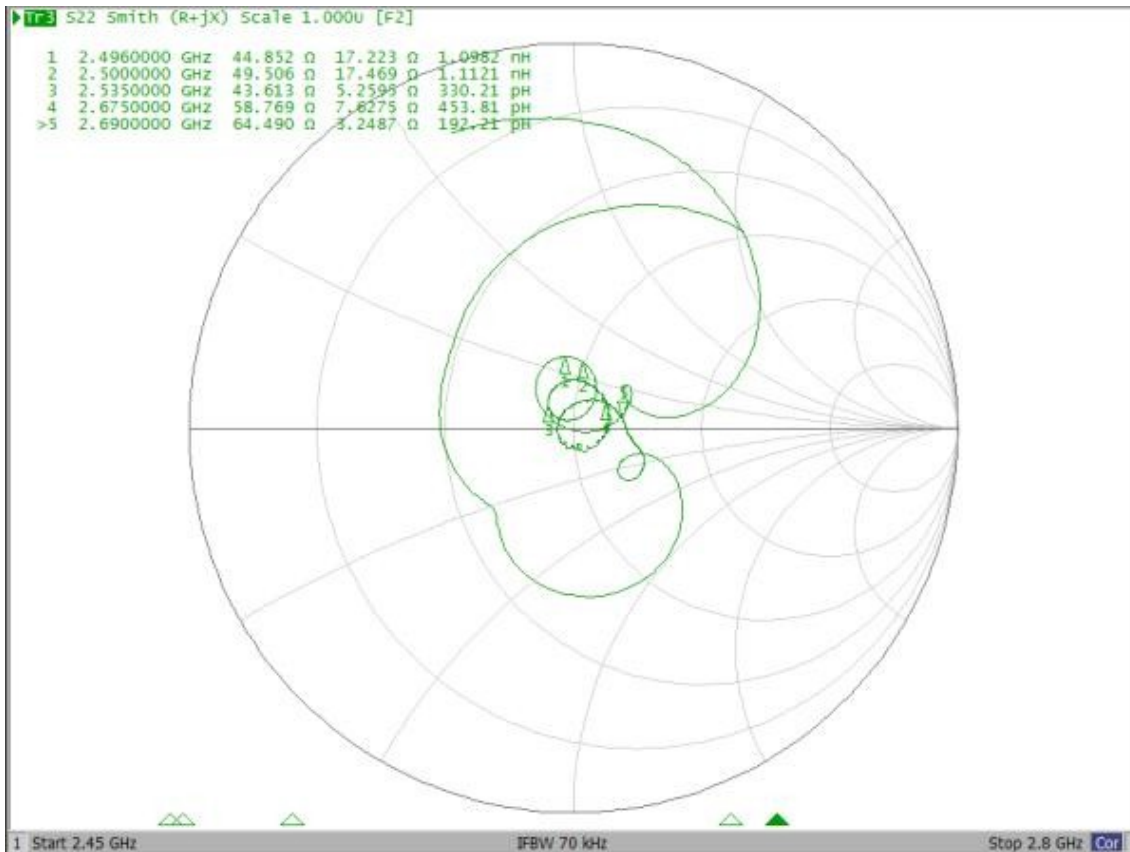 Tr3 S22 Smith (R+jX) Scale 1.000U [F2]
1 2.4960000 GHz 44.852 Ω 17.223 Ω 1.0982 nH
2 2.5000000 GHz 49.506 Ω 17.469 Ω 1.1121 nH
3 2.5350000 GHz 43.613 Ω 5.2595 Ω 330.21 pH
4 2.6750000 GHz 58.769 Ω 7.6275 Ω 453.81 pH
>5 2.6900000 GHz 64.490 Ω 3.2487 Ω 192.21 pH
2
3
1 Start 2.45 GHz IFBW 70 kHz Stop 2.8 GHz Cor